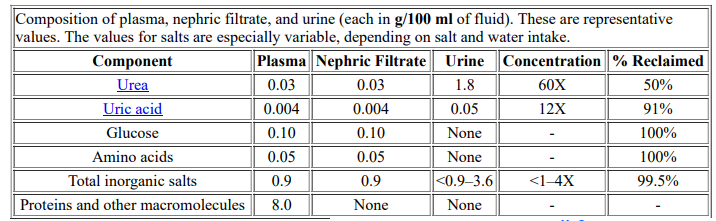 Composition of plasma, nephric filtrate, and urine (each in g/100 ml of fluid). These are representative
values. The values for salts are especially variable, depending on salt and water intake.
Component Plasma Nephric Filtrate Urine Concentration % Reclaimed
Urea 0.03 0.03 1.8 60X 50%
Uric acid 0.004 0.004 0.05 12X 91%
Glucose 0.10 0.10 None - 100%
Amino acids 0.05 0.05 None - 100%
Total inorganic salts 0.9 0.9 <0.9–3.6 <1–4X 99.5%
Proteins and other macromolecules 8.0 None None - -